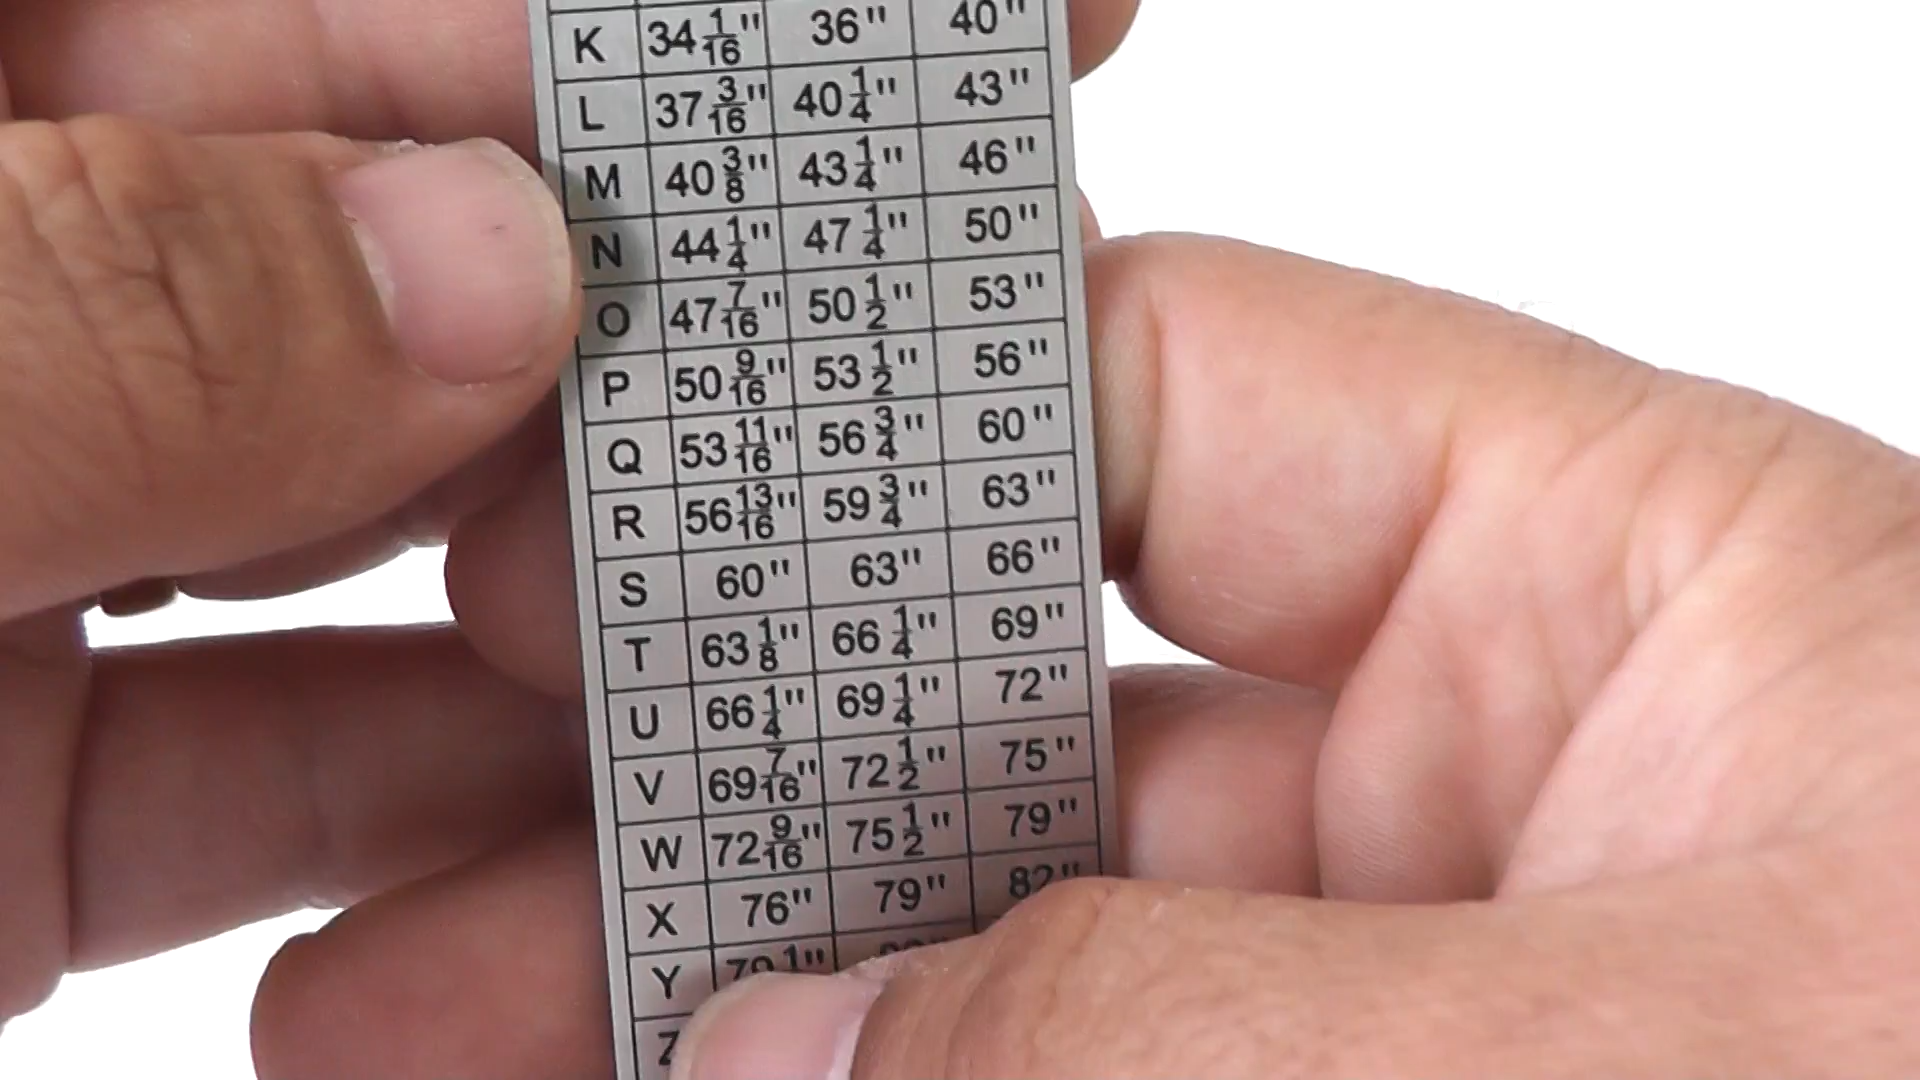 K 34 1/16" 36" 40"
L 37 3/16" 40 1/4" 43"
M 40 3/8" 43 1/4" 46"
N 44 1/4" 47 1/4" 50"
O 47 7/16" 50 1/2" 53"
P 50 9/16" 53 1/2" 56"
Q 53 11/16" 56 3/4" 60"
R 56 13/16" 59 3/4" 63"
S 60" 63" 66"
T 63 1/8" 66 1/4" 69"
U 66 1/4" 69 1/4" 72"
V 69 7/16" 72 1/2" 75"
W 72 9/16" 75 1/2" 79"
X 76" 79" 82"
Y
Z